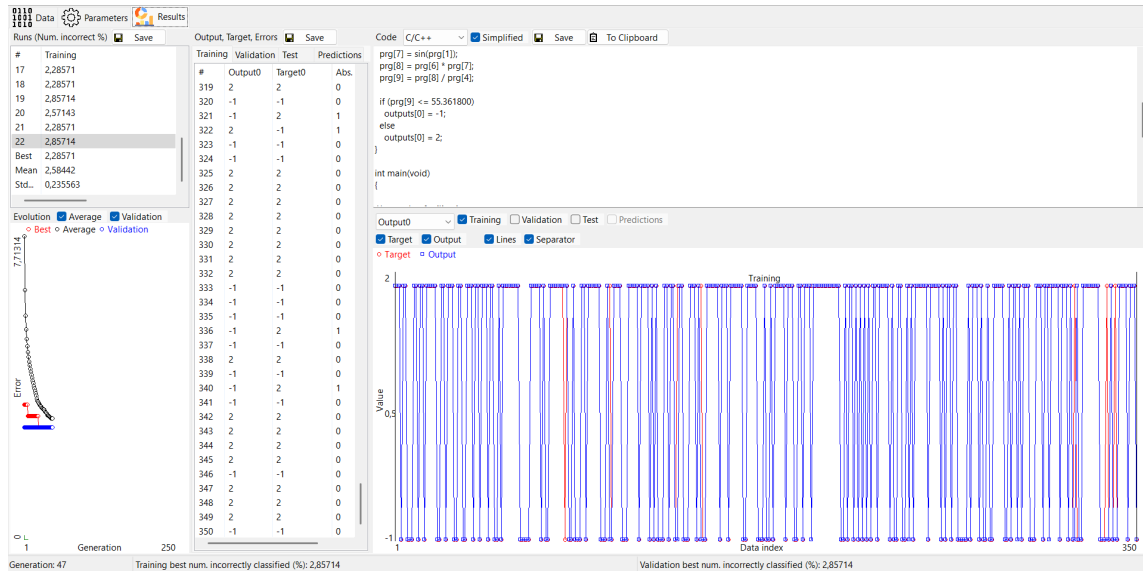 0110 1001 1010 Data Parameters Results
Runs (Num. incorrect %) Save
# Training
17 2,28571
18 2,28571
19 2,85714
20 2,57143
21 2,28571
22 2,85714
Best 2,28571
Mean 2,58442
Std... 0,235563
Evolution Average Validation
Best Average Validation
7,71314
Error
0
1 Generation 250
Output, Target, Errors Save
Training Validation Test Predictions
# Output0 Target0 Abs.
319 2 2 0
320 -1 -1 0
321 -1 2 1
322 2 -1 1
323 -1 -1 0
324 -1 -1 0
325 2 2 0
326 2 2 0
327 2 2 0
328 2 2 0
329 2 2 0
330 2 2 0
331 2 2 0
332 2 2 0
333 -1 -1 0
334 -1 -1 0
335 -1 -1 0
336 -1 2 1
337 -1 -1 0
338 2 2 0
339 -1 -1 0
340 -1 2 1
341 -1 -1 0
342 2 2 0
343 2 2 0
344 2 2 0
345 2 2 0
346 -1 -1 0
347 2 2 0
348 2 2 0
349 2 2 0
350 -1 -1 0
Code C/C++ Simplified Save To Clipboard
prg[7] = sin(prg[1]);
prg[8] = prg[6] * prg[7];
prg[9] = prg[8] / prg[4];
if (prg[9] <= 55.361800)
outputs[0] = -1;
else
outputs[0] = 2;
}
int main(void)
{
Output0 Training Validation Test Predictions
Target Output Lines Separator
Target Output
Training
2
Value
0,5
-1
1 Data index 350
Generation: 47 Training best num. incorrectly classified (%): 2,85714 Validation best num. incorrectly classified (%): 2,85714